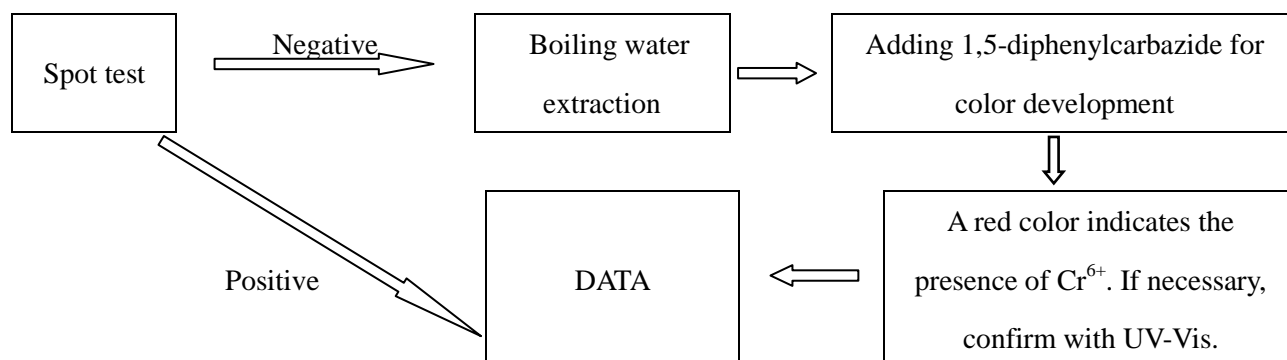 Spot test
Negative
Boiling water
extraction
Adding 1,5-diphenylcarbazide for
color development
A red color indicates the
presence of Cr⁶⁺. If necessary,
confirm with UV-Vis.
DATA
Positive